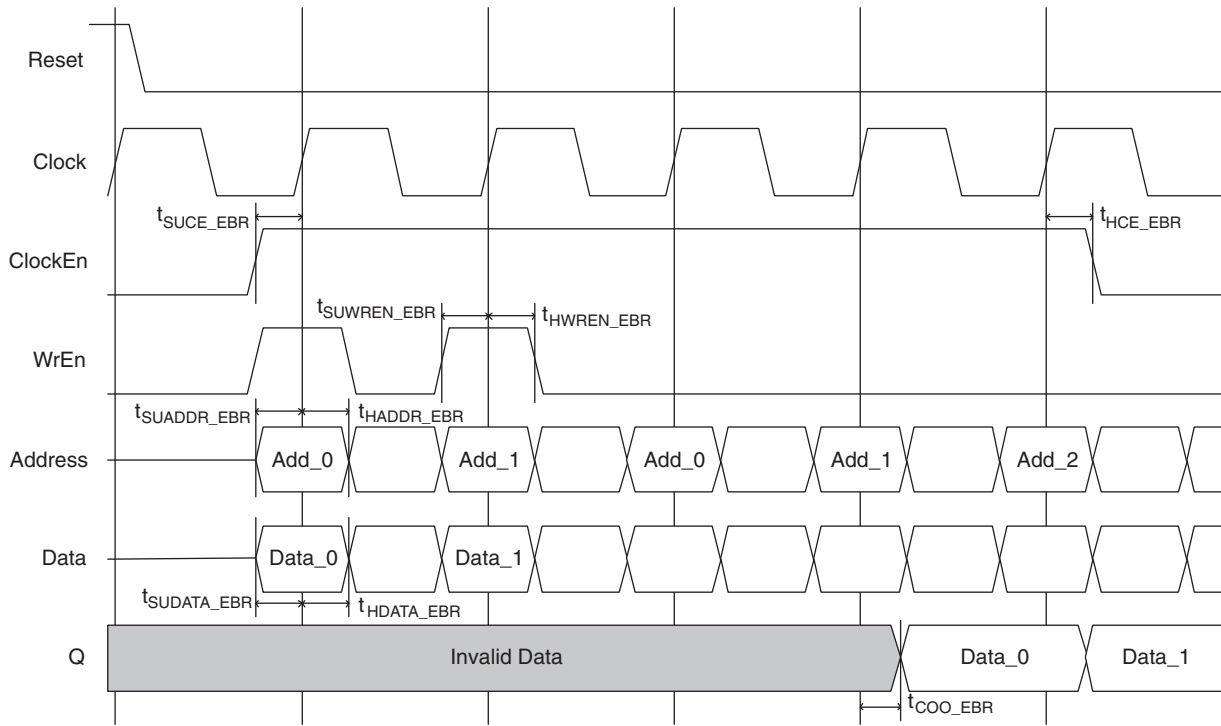 Reset
Clock
tSUCE_EBR tHCE_EBR
ClockEn
tSUWREN_EBR tHWREN_EBR
WrEn
tSUADDR_EBR tHADDR_EBR
Address Add_0 Add_1 Add_0 Add_1 Add_2
Data Data_0 Data_1
tSUDATA_EBR tHDATA_EBR
Q Invalid Data Data_0 Data_1
tCOO_EBR